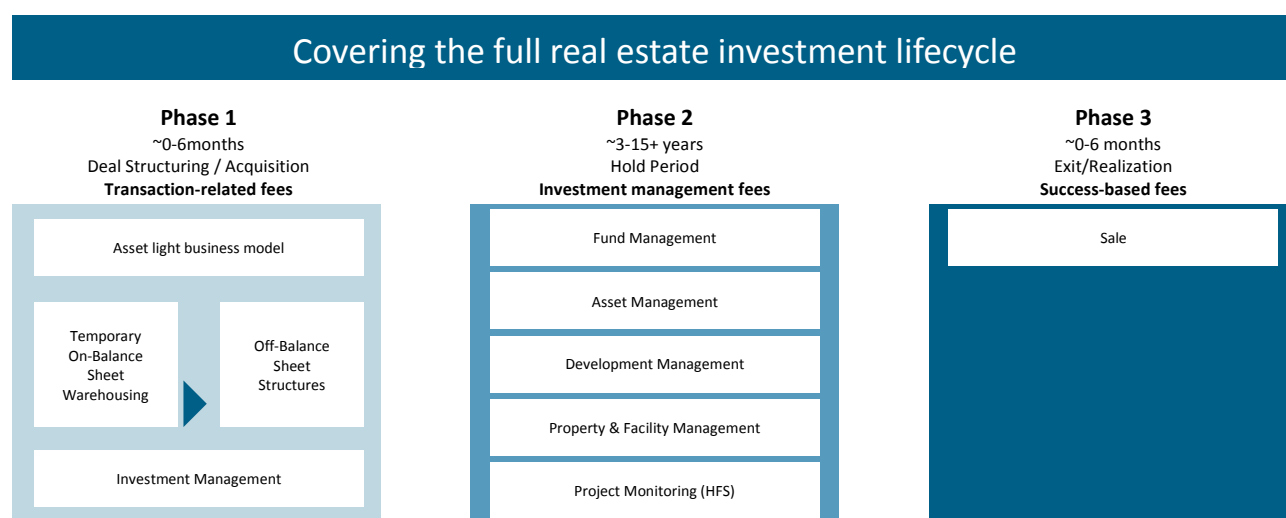 Covering the full real estate investment lifecycle
Phase 1
~0-6months
Deal Structuring / Acquisition
Transaction-related fees
Asset light business model
Temporary
On-Balance
Sheet
Warehousing
Off-Balance
Sheet
Structures
Investment Management
Phase 2
~3-15+ years
Hold Period
Investment management fees
Fund Management
Asset Management
Development Management
Property & Facility Management
Project Monitoring (HFS)
Phase 3
~0-6 months
Exit/Realization
Success-based fees
Sale